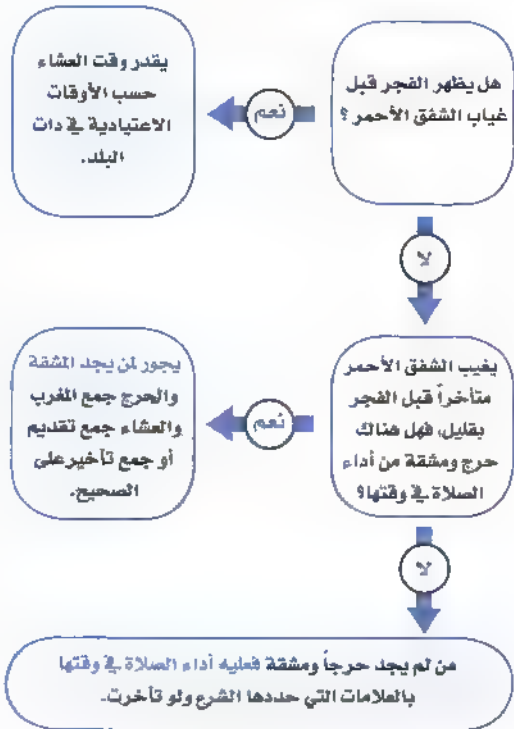 هل يظهر الفجر قبل
غياب الشفق الأحمر ؟
نعم
يقدر وقت العشاء
حسب الأوقات
الاعتيادية في ذات
البلد.
لا
يغيب الشفق الأحمر
متأخراً قبل الفجر
بقليل، فهل هناك
حرج ومشقة من أداء
الصلاة في وقتها؟
نعم
يجوز لمن يجد المشقة
والحرج جمع المغرب
والعشاء جمع تقديم
أو جمع تأخير على
الصحيح.
لا
من لم يجد حرجاً ومشقة فعليه أداء الصلاة في وقتها
بالعلامات التي حددها الشرع ولو تأخرت.